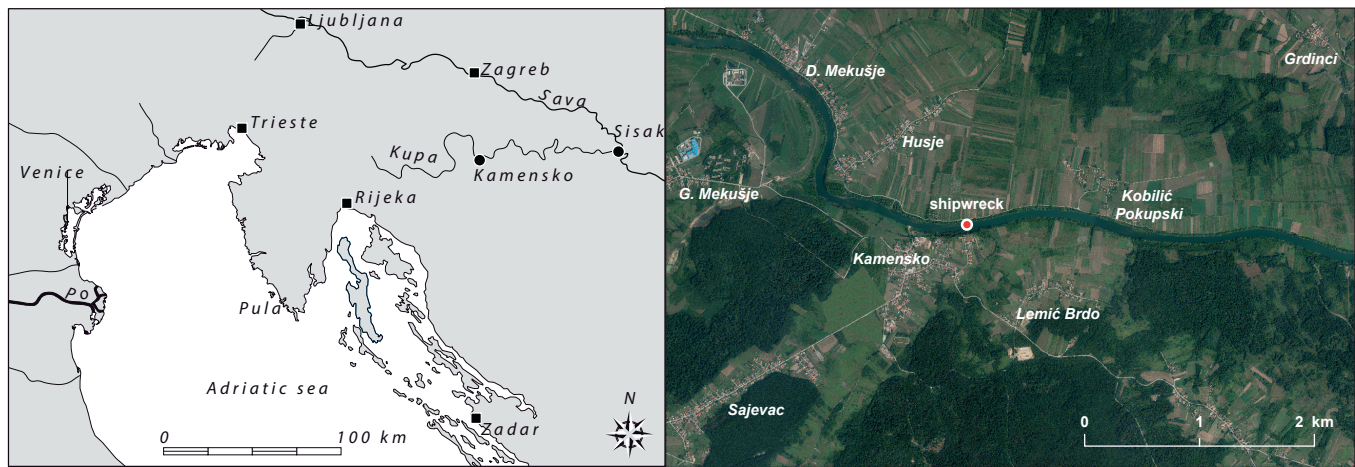 Ljubljana
Zagreb
Sava
Trieste
Sisak
Kupa
Kamensko
Venice
Rijeka
Po
Pula
Adriatic sea
N
0 100 km
Zadar
Grdinci
D. Mekušje
Husje
G. Mekušje
Kobilić
Pokupski
shipwreck
Kamensko
Lemić Brdo
Sajevac
0 1 2 km